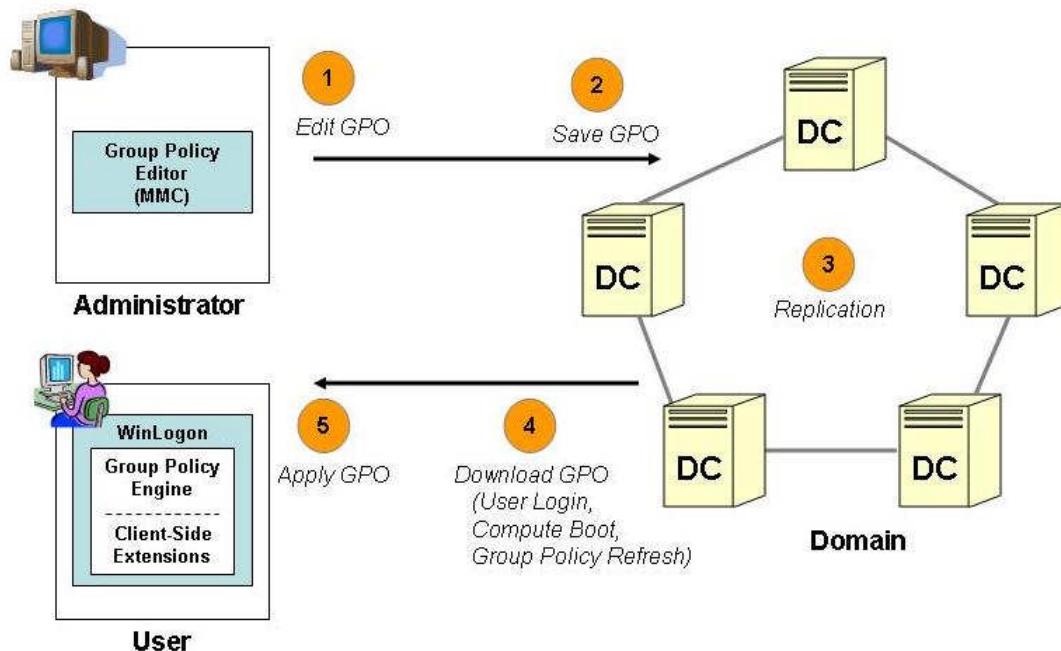 1
Edit GPO
2
Save GPO
Group Policy
Editor
(MMC)
Administrator
DC
DC
DC
3
Replication
DC
DC
Domain
5
Apply GPO
4
Download GPO
(User Login,
Compute Boot,
Group Policy Refresh)
WinLogon
Group Policy
Engine
Client-Side
Extensions
User